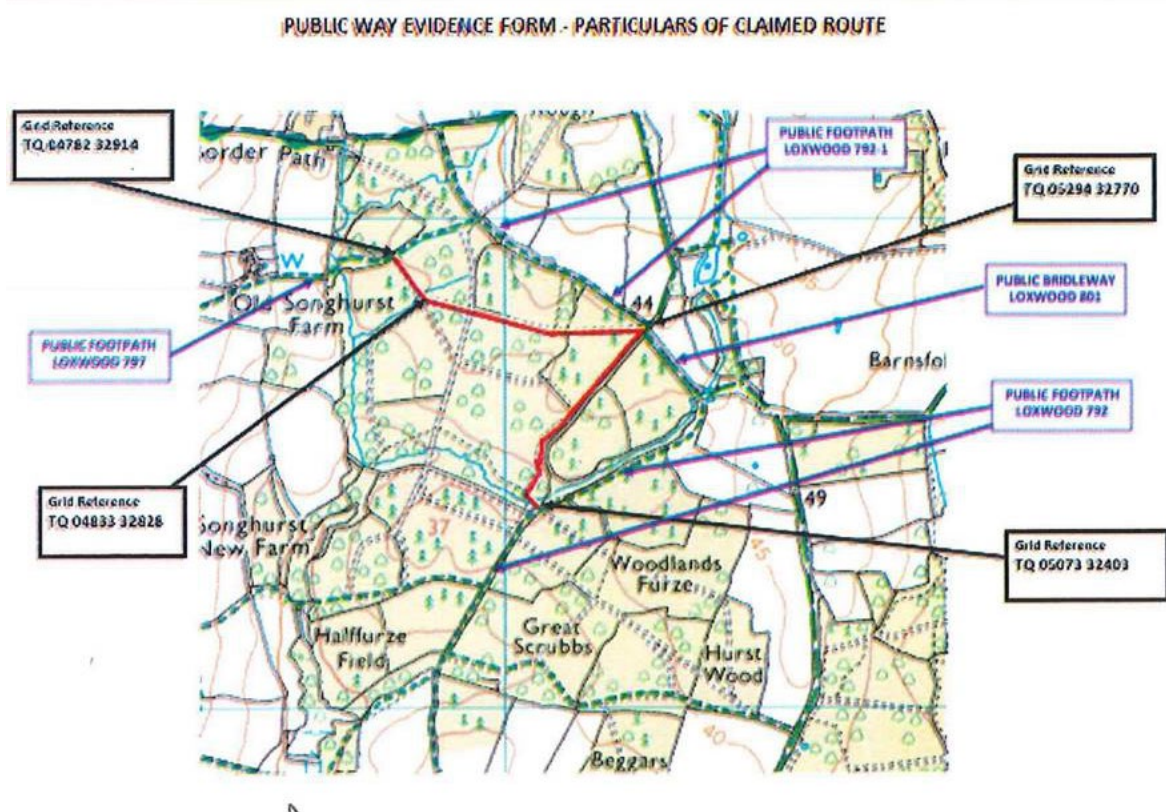 PUBLIC WAY EVIDENCE FORM - PARTICULARS OF CLAIMED ROUTE
Grid Reference
TQ 04782 32914
PUBLIC FOOTPATH
LOXWOOD 792-1
Grid Reference
TQ 05294 32770
Border Path
W
Old Songhurst
Farm
44
PUBLIC BRIDLEWAY
LOXWOOD 801
50
PUBLIC FOOTPATH
LOXWOOD 797
Barnsfol
PUBLIC FOOTPATH
LOXWOOD 792
Grid Reference
TQ 04833 32828
49
37
Songhurst
New Farm
45
Grid Reference
TQ 05073 32403
Woodlands
Furze
Halffurze
Field
Great
Scrubbs
Hurst
Wood
40
Beggars